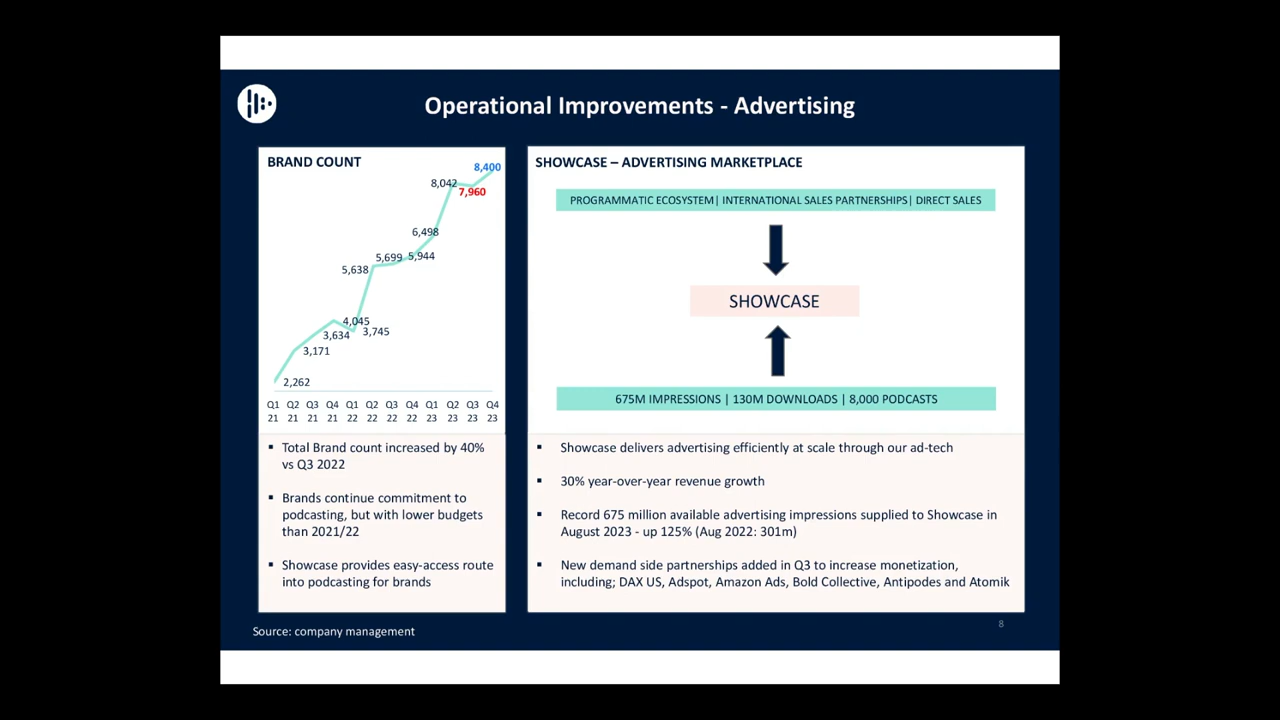 Operational Improvements - Advertising
BRAND COUNT
8,400
8,042
7,960
6,498
5,699
5,944
5,638
4,045
3,745
3,634
3,171
2,262
Q1 Q2 Q3 Q4 Q1 Q2 Q3 Q4 Q1 Q2 Q3 Q4
21 21 21 21 22 22 22 22 23 23 23 23
▪ Total Brand count increased by 40%
vs Q3 2022
▪ Brands continue commitment to
podcasting, but with lower budgets
than 2021/22
▪ Showcase provides easy-access route
into podcasting for brands
SHOWCASE – ADVERTISING MARKETPLACE
PROGRAMMATIC ECOSYSTEM| INTERNATIONAL SALES PARTNERSHIPS| DIRECT SALES
SHOWCASE
675M IMPRESSIONS | 130M DOWNLOADS | 8,000 PODCASTS
▪ Showcase delivers advertising efficiently at scale through our ad-tech
▪ 30% year-over-year revenue growth
▪ Record 675 million available advertising impressions supplied to Showcase in
August 2023 - up 125% (Aug 2022: 301m)
▪ New demand side partnerships added in Q3 to increase monetization,
including; DAX US, Adspot, Amazon Ads, Bold Collective, Antipodes and Atomik
Source: company management
8